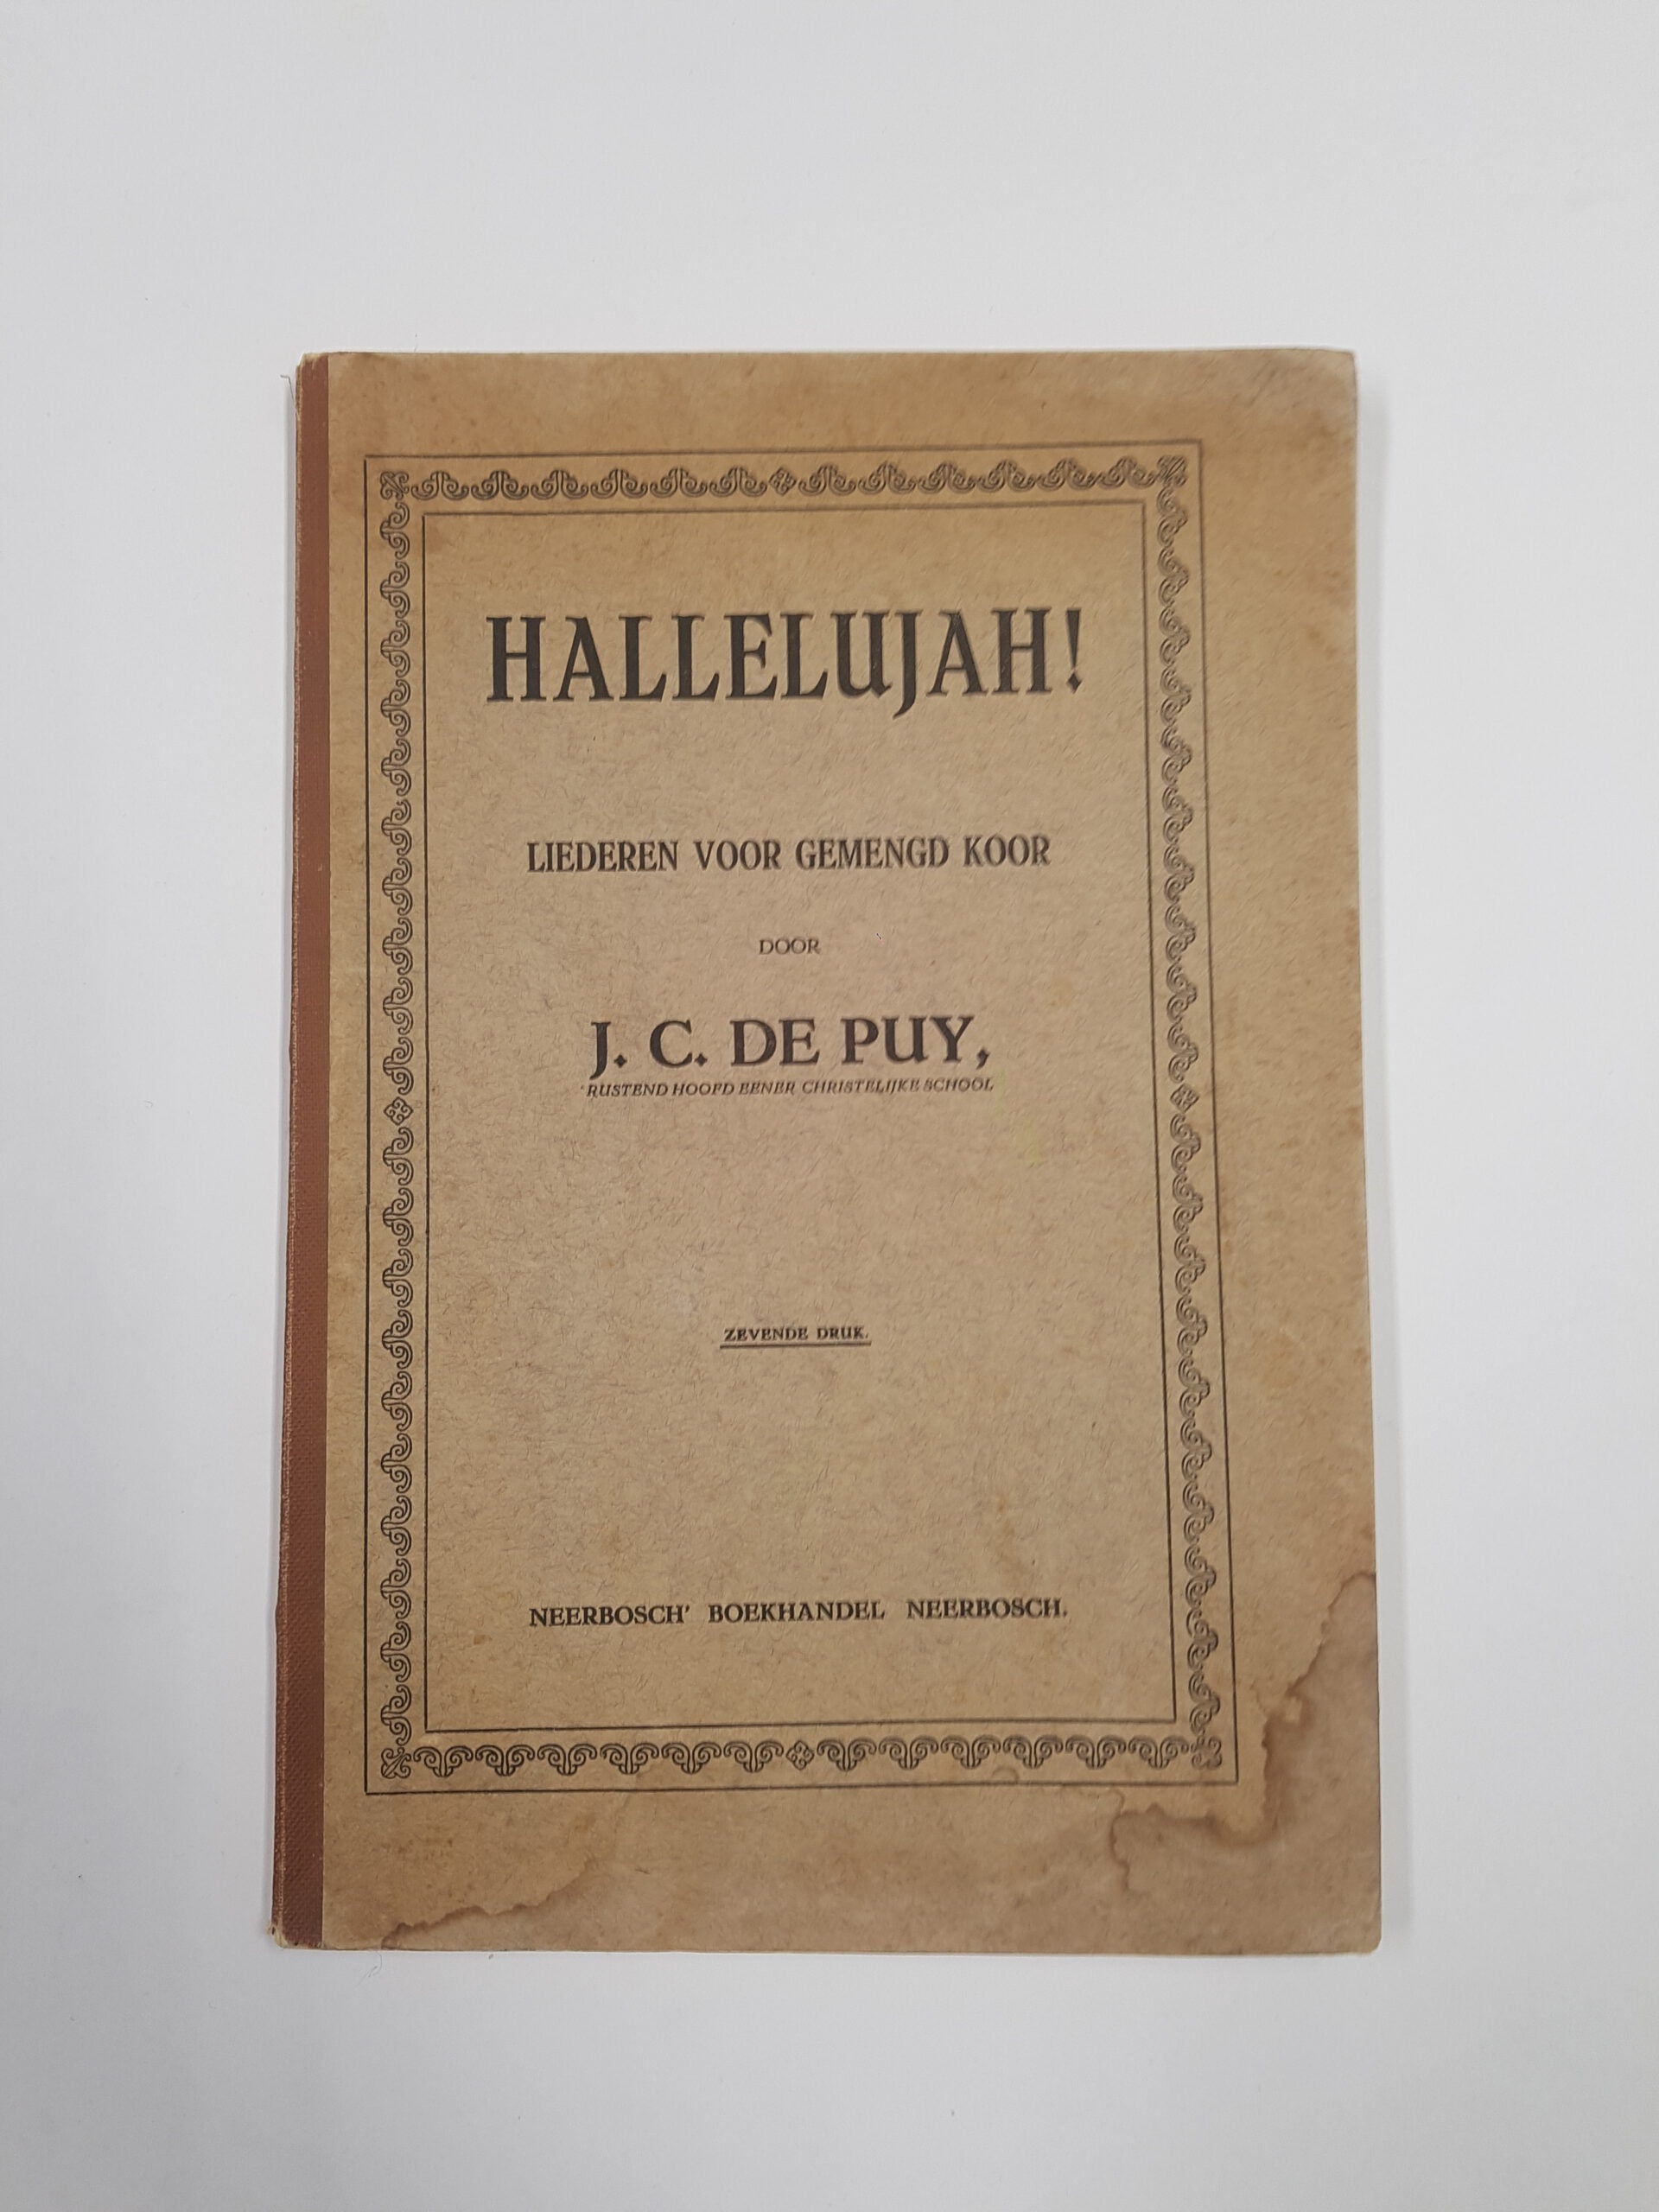 HALLELUJAH!
LIEDEREN VOOR GEMENGD KOOR
DOOR
J. C. DE PUY,
RUSTEND HOOFD EENER CHRISTELIJKE SCHOOL
ZEVENDE DRUK.
NEERBOSCH' BOEKHANDEL NEERBOSCH.